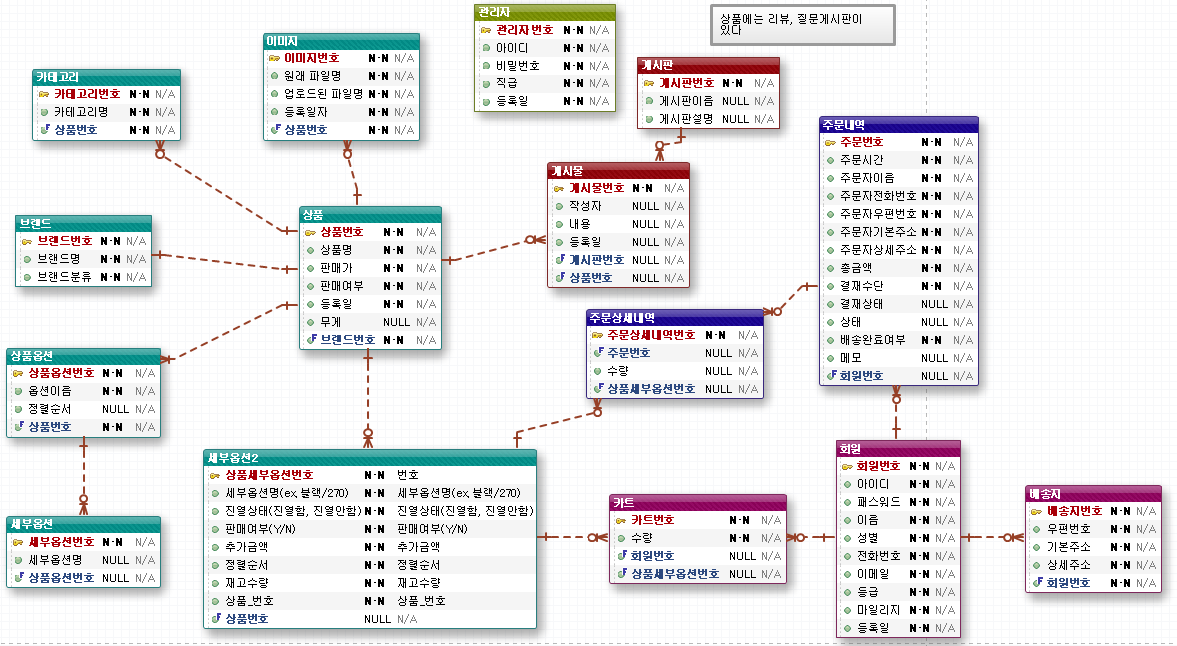 관리자
관리자번호 N-N N/A
아이디 N-N N/A
비밀번호 N-N N/A
직급 N-N N/A
등록일 N-N N/A
상품에는 리뷰, 질문게시판이
있다
이미지
이미지번호 N-N N/A
원래 파일명 N-N N/A
업로드된 파일명 N-N N/A
등록일자 N-N N/A
상품번호 N-N N/A
카테고리
카테고리번호 N-N N/A
카테고리명 N-N N/A
상품번호 N-N N/A
게시판
게시판번호 N-N N/A
게시판이음 NULL N/A
게시판설명 NULL N/A
주문내역
주문번호 N-N N/A
주문시간 N-N N/A
주문자이음 N-N N/A
주문자전화번호 N-N N/A
주문자우편번호 N-N N/A
주문자기본주소 N-N N/A
주문자상세주소 N-N N/A
총금액 N-N N/A
결재수단 N-N N/A
결재상태 NULL N/A
상태 NULL N/A
배송완료여부 N-N N/A
메모 NULL N/A
회원번호 NULL N/A
게시물
게시물번호 N-N N/A
작성자 NULL N/A
내용 NULL N/A
등록일 NULL N/A
게시판번호 NULL N/A
상품번호 NULL N/A
상품
상품번호 N-N N/A
상품명 N-N N/A
판매가 N-N N/A
판매여부 N-N N/A
등록일 N-N N/A
무게 NULL N/A
브랜드번호 N-N N/A
브랜드
브랜드번호 N-N N/A
브랜드명 N-N N/A
브랜드분류 N-N N/A
주문상세내역
주문상세내역번호 N-N N/A
주문번호 NULL N/A
수량 NULL N/A
상품세부옵션번호 NULL N/A
상품옵션
상품옵션번호 N-N N/A
옵션이음 N-N N/A
정렬순서 NULL N/A
상품번호 N-N N/A
세부옵션2
상품세부옵션번호 N-N 번호
세부옵션명(ex,블랙/270) N-N 세부옵션명(ex,블랙/270)
진열상태(진열함, 진열안함) N-N 진열상태(진열함, 진열안함)
판매여부(Y/N) N-N 판매여부(Y/N)
추가금액 N-N 추가금액
정렬순서 N-N 정렬순서
재고수량 N-N 재고수량
상품_번호 N-N 상품_번호
상품번호 NULL N/A
회원
회원번호 N-N N/A
아이디 N-N N/A
패스워드 N-N N/A
이음 N-N N/A
성별 N-N N/A
전화번호 N-N N/A
이메일 N-N N/A
등급 N-N N/A
마일리지 N-N N/A
등록일 N-N N/A
카트
카트번호 N-N N/A
수량 N-N N/A
회원번호 NULL N/A
상품세부옵션번호 NULL N/A
배송지
배송지번호 N-N N/A
우편번호 N-N N/A
기본주소 N-N N/A
상세주소 N-N N/A
회원번호 N-N N/A
세부옵션
세부옵션번호 N-N N/A
세부옵션명 NULL N/A
상품옵션번호 NULL N/A